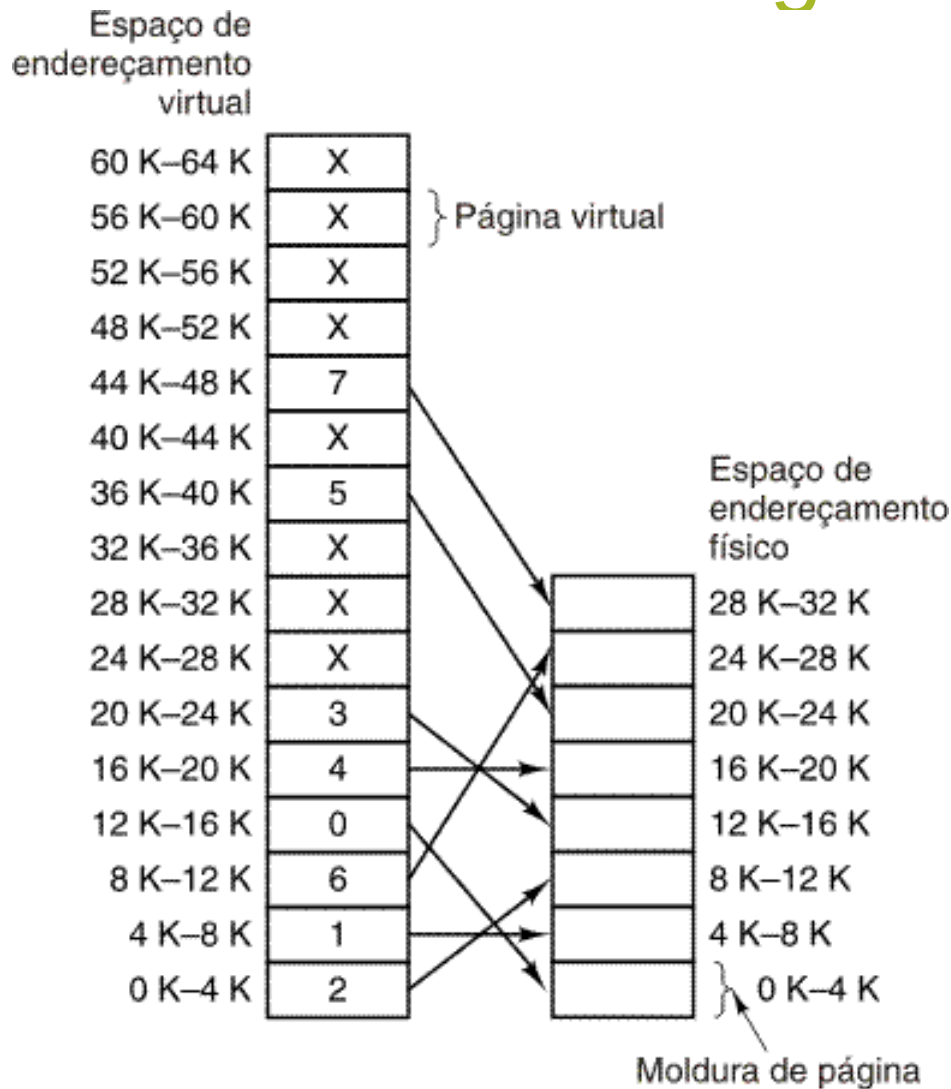 Espaço de
endereçamento
virtual
60 K–64 K X
56 K–60 K X Página virtual
52 K–56 K X
48 K–52 K X
44 K–48 K 7
40 K–44 K X
36 K–40 K 5
32 K–36 K X
28 K–32 K X
24 K–28 K X
20 K–24 K 3
16 K–20 K 4
12 K–16 K 0
8 K–12 K 6
4 K–8 K 1
0 K–4 K 2
Espaço de
endereçamento
físico
28 K–32 K
24 K–28 K
20 K–24 K
16 K–20 K
12 K–16 K
8 K–12 K
4 K–8 K
0 K–4 K
Moldura de página